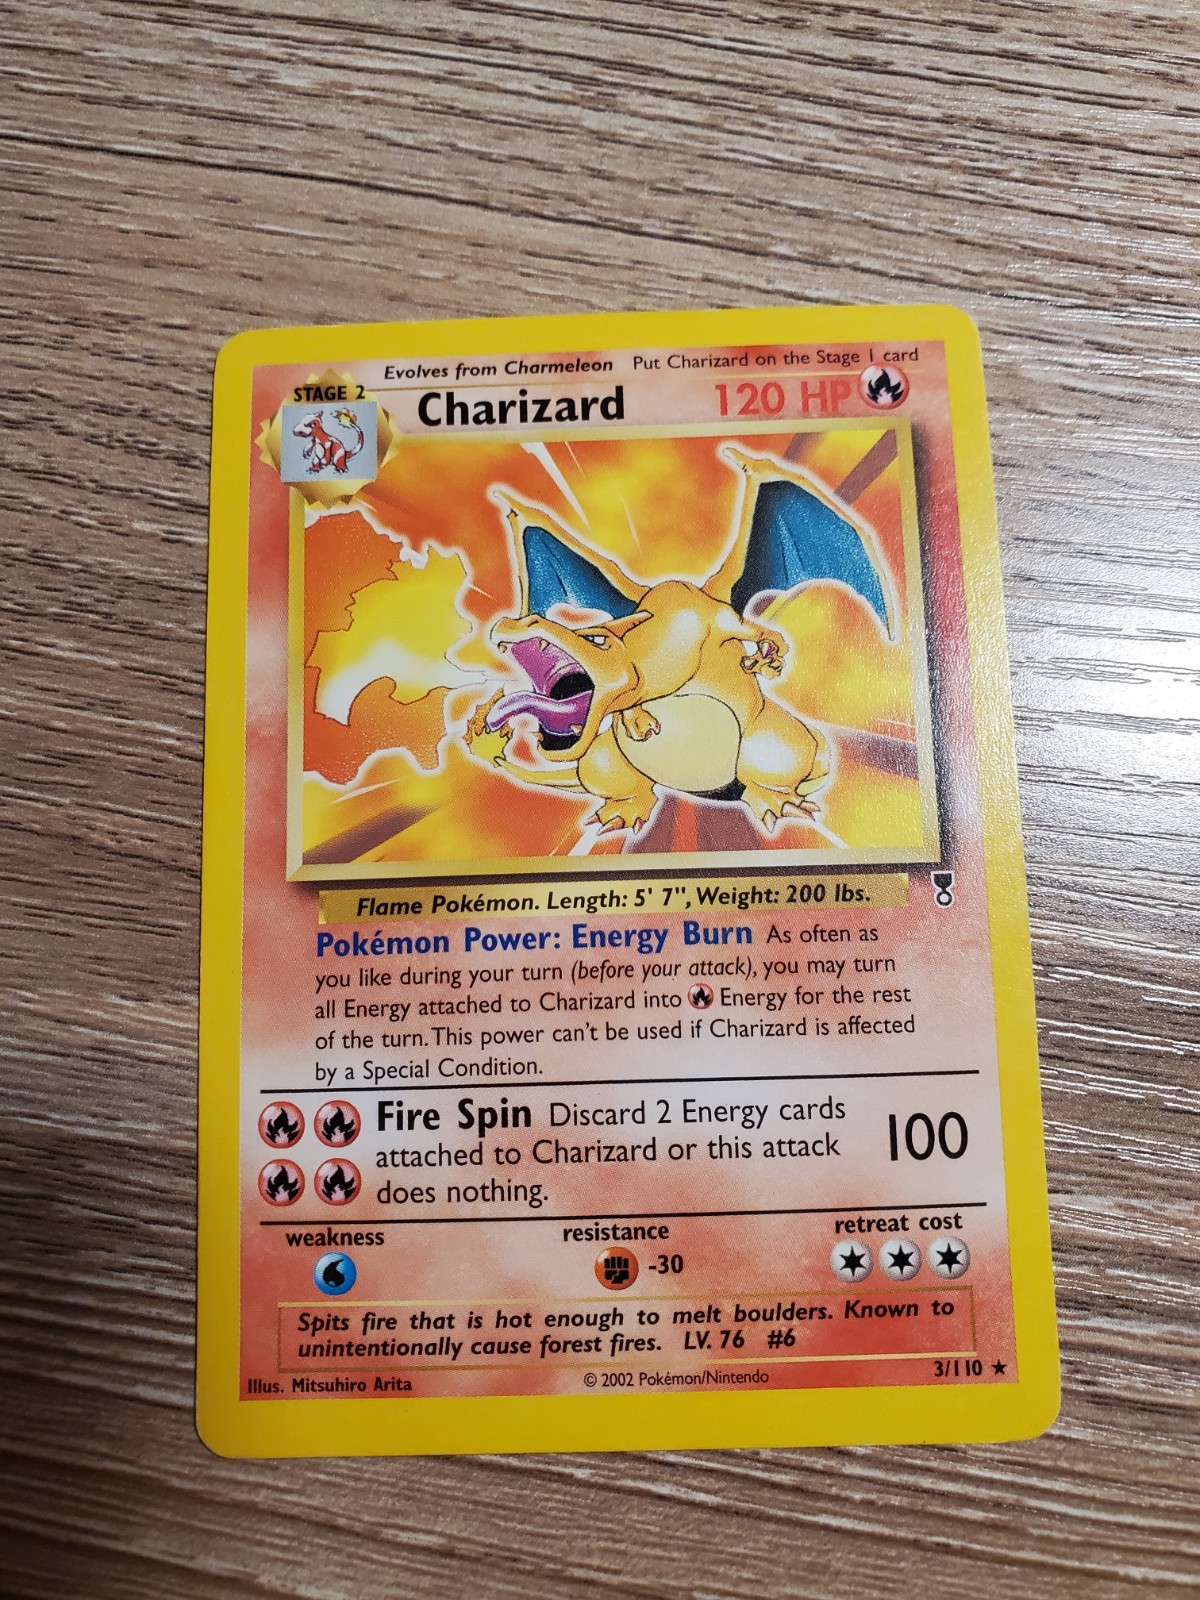 Evolves from Charmeleon Put Charizard on the Stage 1 card
STAGE 2
Charizard 120 HP
Flame Pokémon. Length: 5' 7", Weight: 200 lbs.
Pokémon Power: Energy Burn As often as
you like during your turn (before your attack), you may turn
all Energy attached to Charizard into Energy for the rest
of the turn. This power can't be used if Charizard is affected
by a Special Condition.
Fire Spin Discard 2 Energy cards
attached to Charizard or this attack
does nothing.
100
weakness resistance retreat cost
-30
Spits fire that is hot enough to melt boulders. Known to
unintentionally cause forest fires. LV. 76 #6
Illus. Mitsuhiro Arita © 2002 Pokémon/Nintendo 3/110 ★